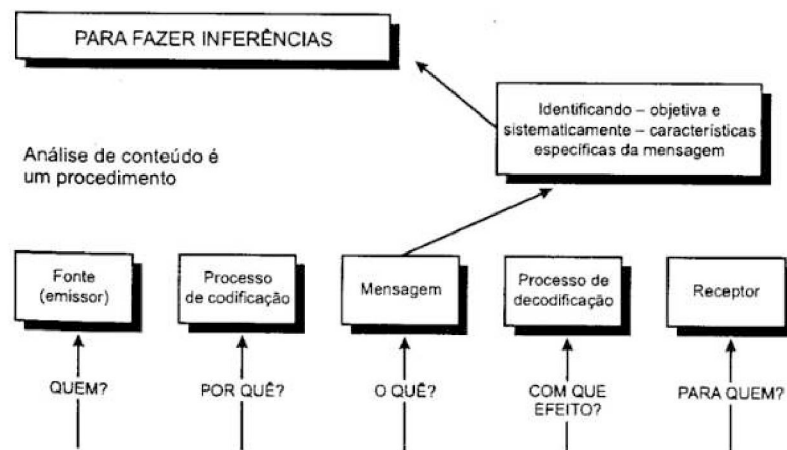 PARA FAZER INFERÊNCIAS
Identificando – objetiva e
sistematicamente – características
específicas da mensagem
Análise de conteúdo é
um procedimento
Fonte
(emissor)
Processo
de codificação
Mensagem
Processo de
decodificação
Receptor
QUEM?
POR QUÊ?
O QUÊ?
COM QUE
EFEITO?
PARA QUEM?